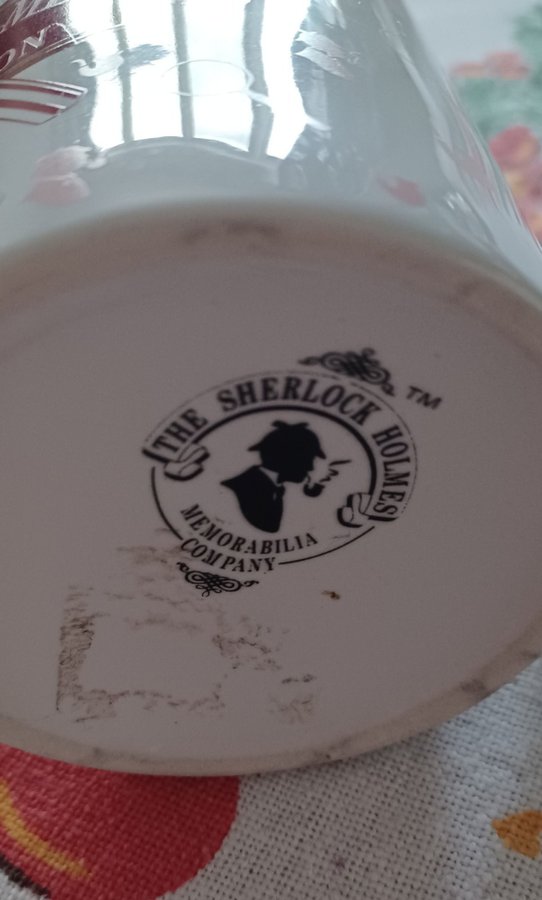 THE SHERLOCK HOLMES
TM
MEMORABILIA
COMPANY